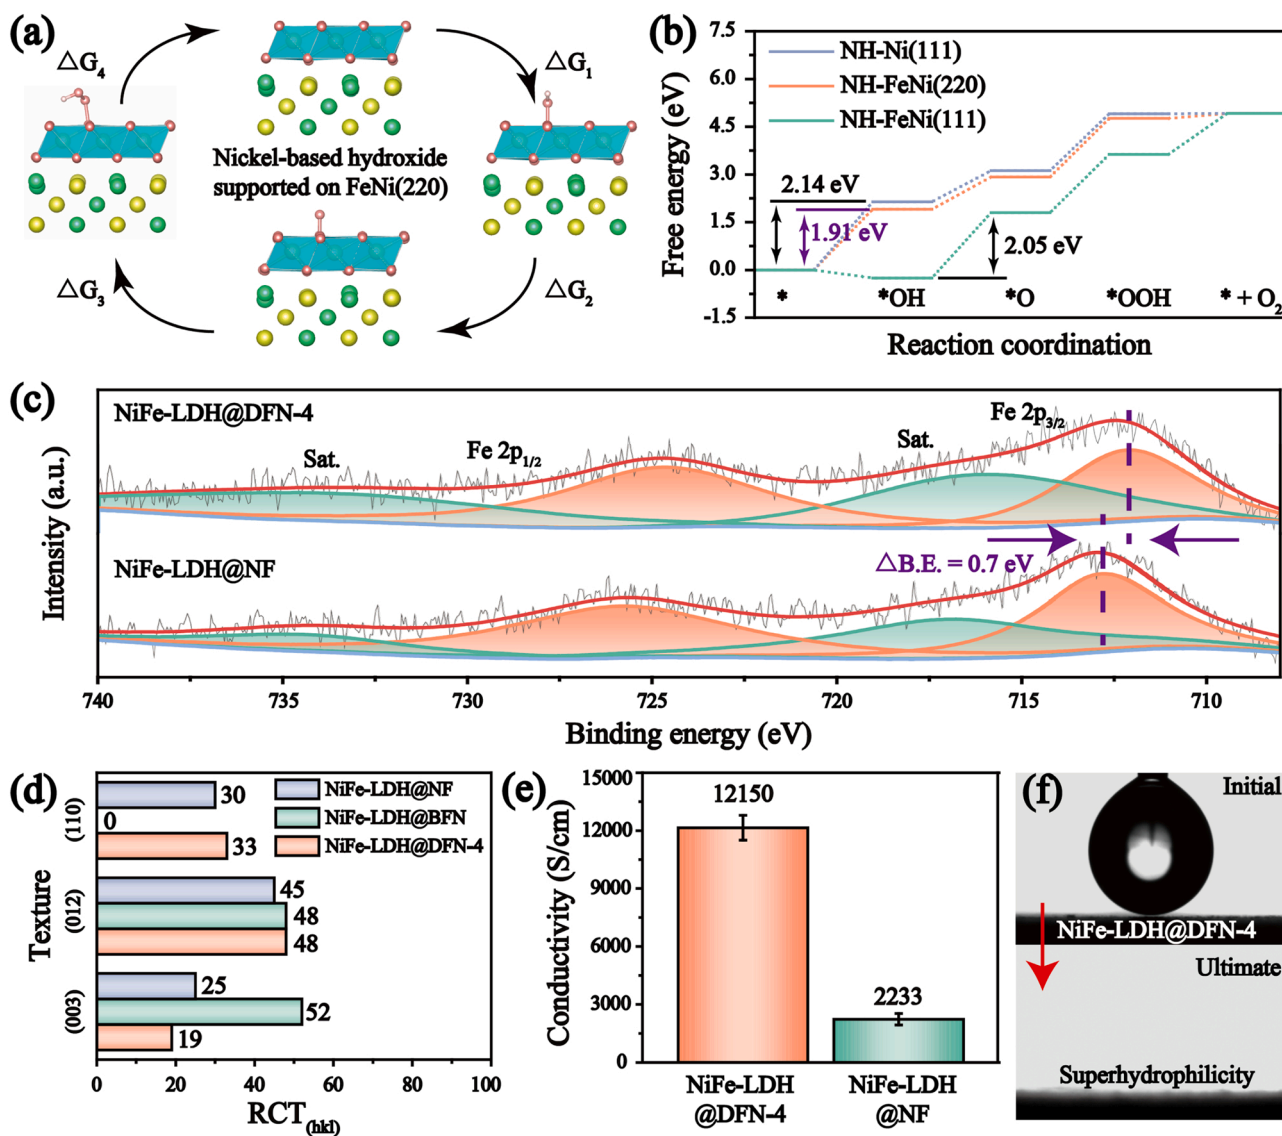 (a)
△G₄
△G₁
Nickel-based hydroxide
supported on FeNi(220)
△G₃
△G₂
(b)
7.5
6.0
4.5
3.0
1.5
0.0
-1.5
Free energy (eV)
NH-Ni(111)
NH-FeNi(220)
NH-FeNi(111)
2.14 eV
1.91 eV
2.05 eV
*
*OH
*O
*OOH
* + O₂
Reaction coordination
(c)
NiFe-LDH@DFN-4
Sat.
Fe 2p₁/₂
Sat.
Fe 2p₃/₂
NiFe-LDH@NF
△B.E. = 0.7 eV
Intensity (a.u.)
740
735
730
725
720
715
710
Binding energy (eV)
(d)
NiFe-LDH@NF
NiFe-LDH@BFN
NiFe-LDH@DFN-4
Texture
(110)
30
0
33
(012)
45
48
48
(003)
25
52
19
0
20
40
60
80
100
RCT(hkl)
(e)
15000
12000
9000
6000
3000
0
Conductivity (S/cm)
12150
2233
NiFe-LDH
@DFN-4
NiFe-LDH
@NF
(f)
Initial
NiFe-LDH@DFN-4
Ultimate
Superhydrophilicity